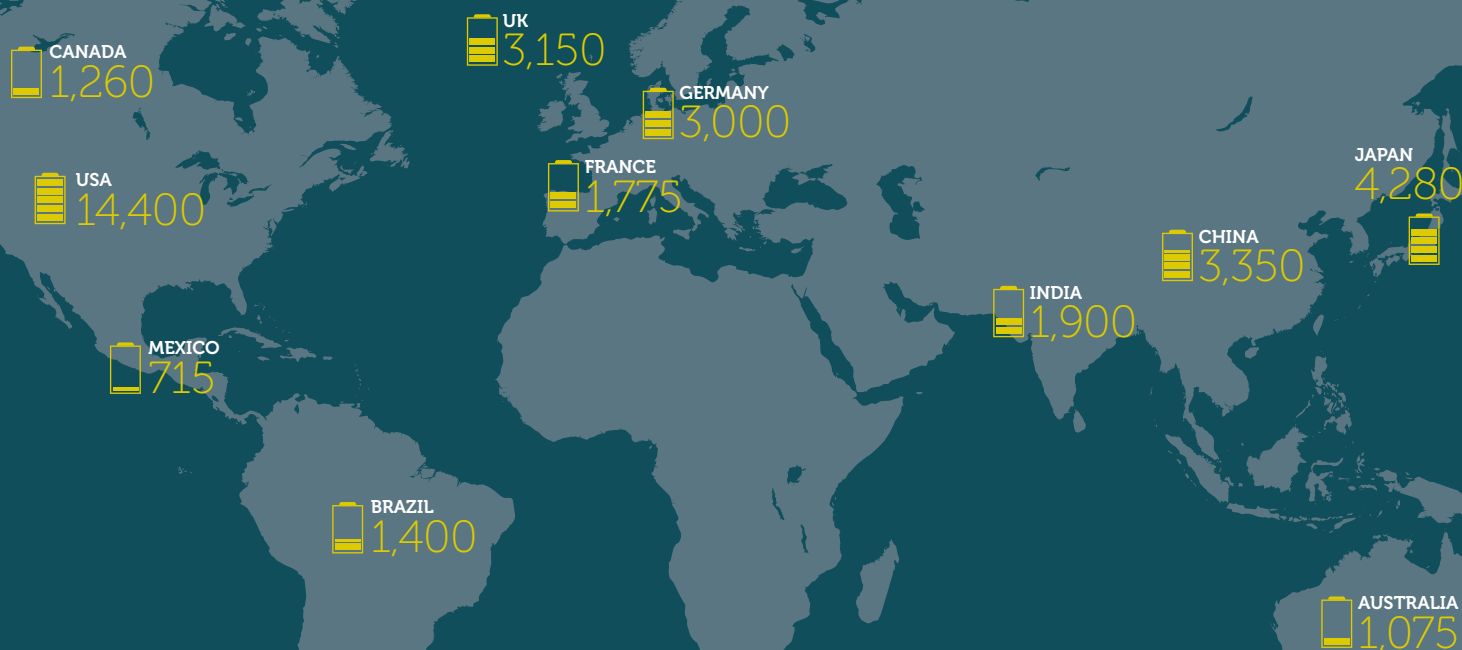 UK
3,150
CANADA
1,260
GERMANY
3,000
FRANCE
1,775
JAPAN
4,280
USA
14,400
CHINA
3,350
INDIA
1,900
MEXICO
715
BRAZIL
1,400
AUSTRALIA
1,075